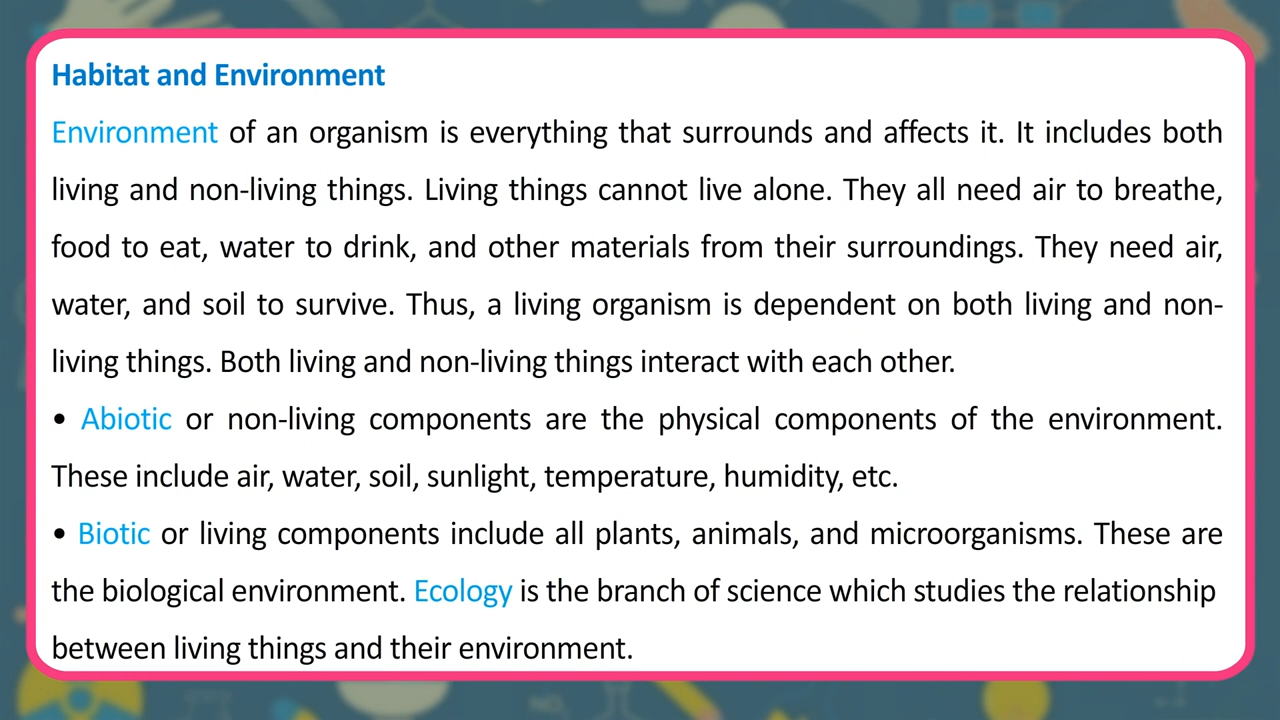 Habitat and Environment
Environment of an organism is everything that surrounds and affects it. It includes both
living and non-living things. Living things cannot live alone. They all need air to breathe,
food to eat, water to drink, and other materials from their surroundings. They need air,
water, and soil to survive. Thus, a living organism is dependent on both living and non-
living things. Both living and non-living things interact with each other.
• Abiotic or non-living components are the physical components of the environment.
These include air, water, soil, sunlight, temperature, humidity, etc.
• Biotic or living components include all plants, animals, and microorganisms. These are
the biological environment. Ecology is the branch of science which studies the relationship
between living things and their environment.